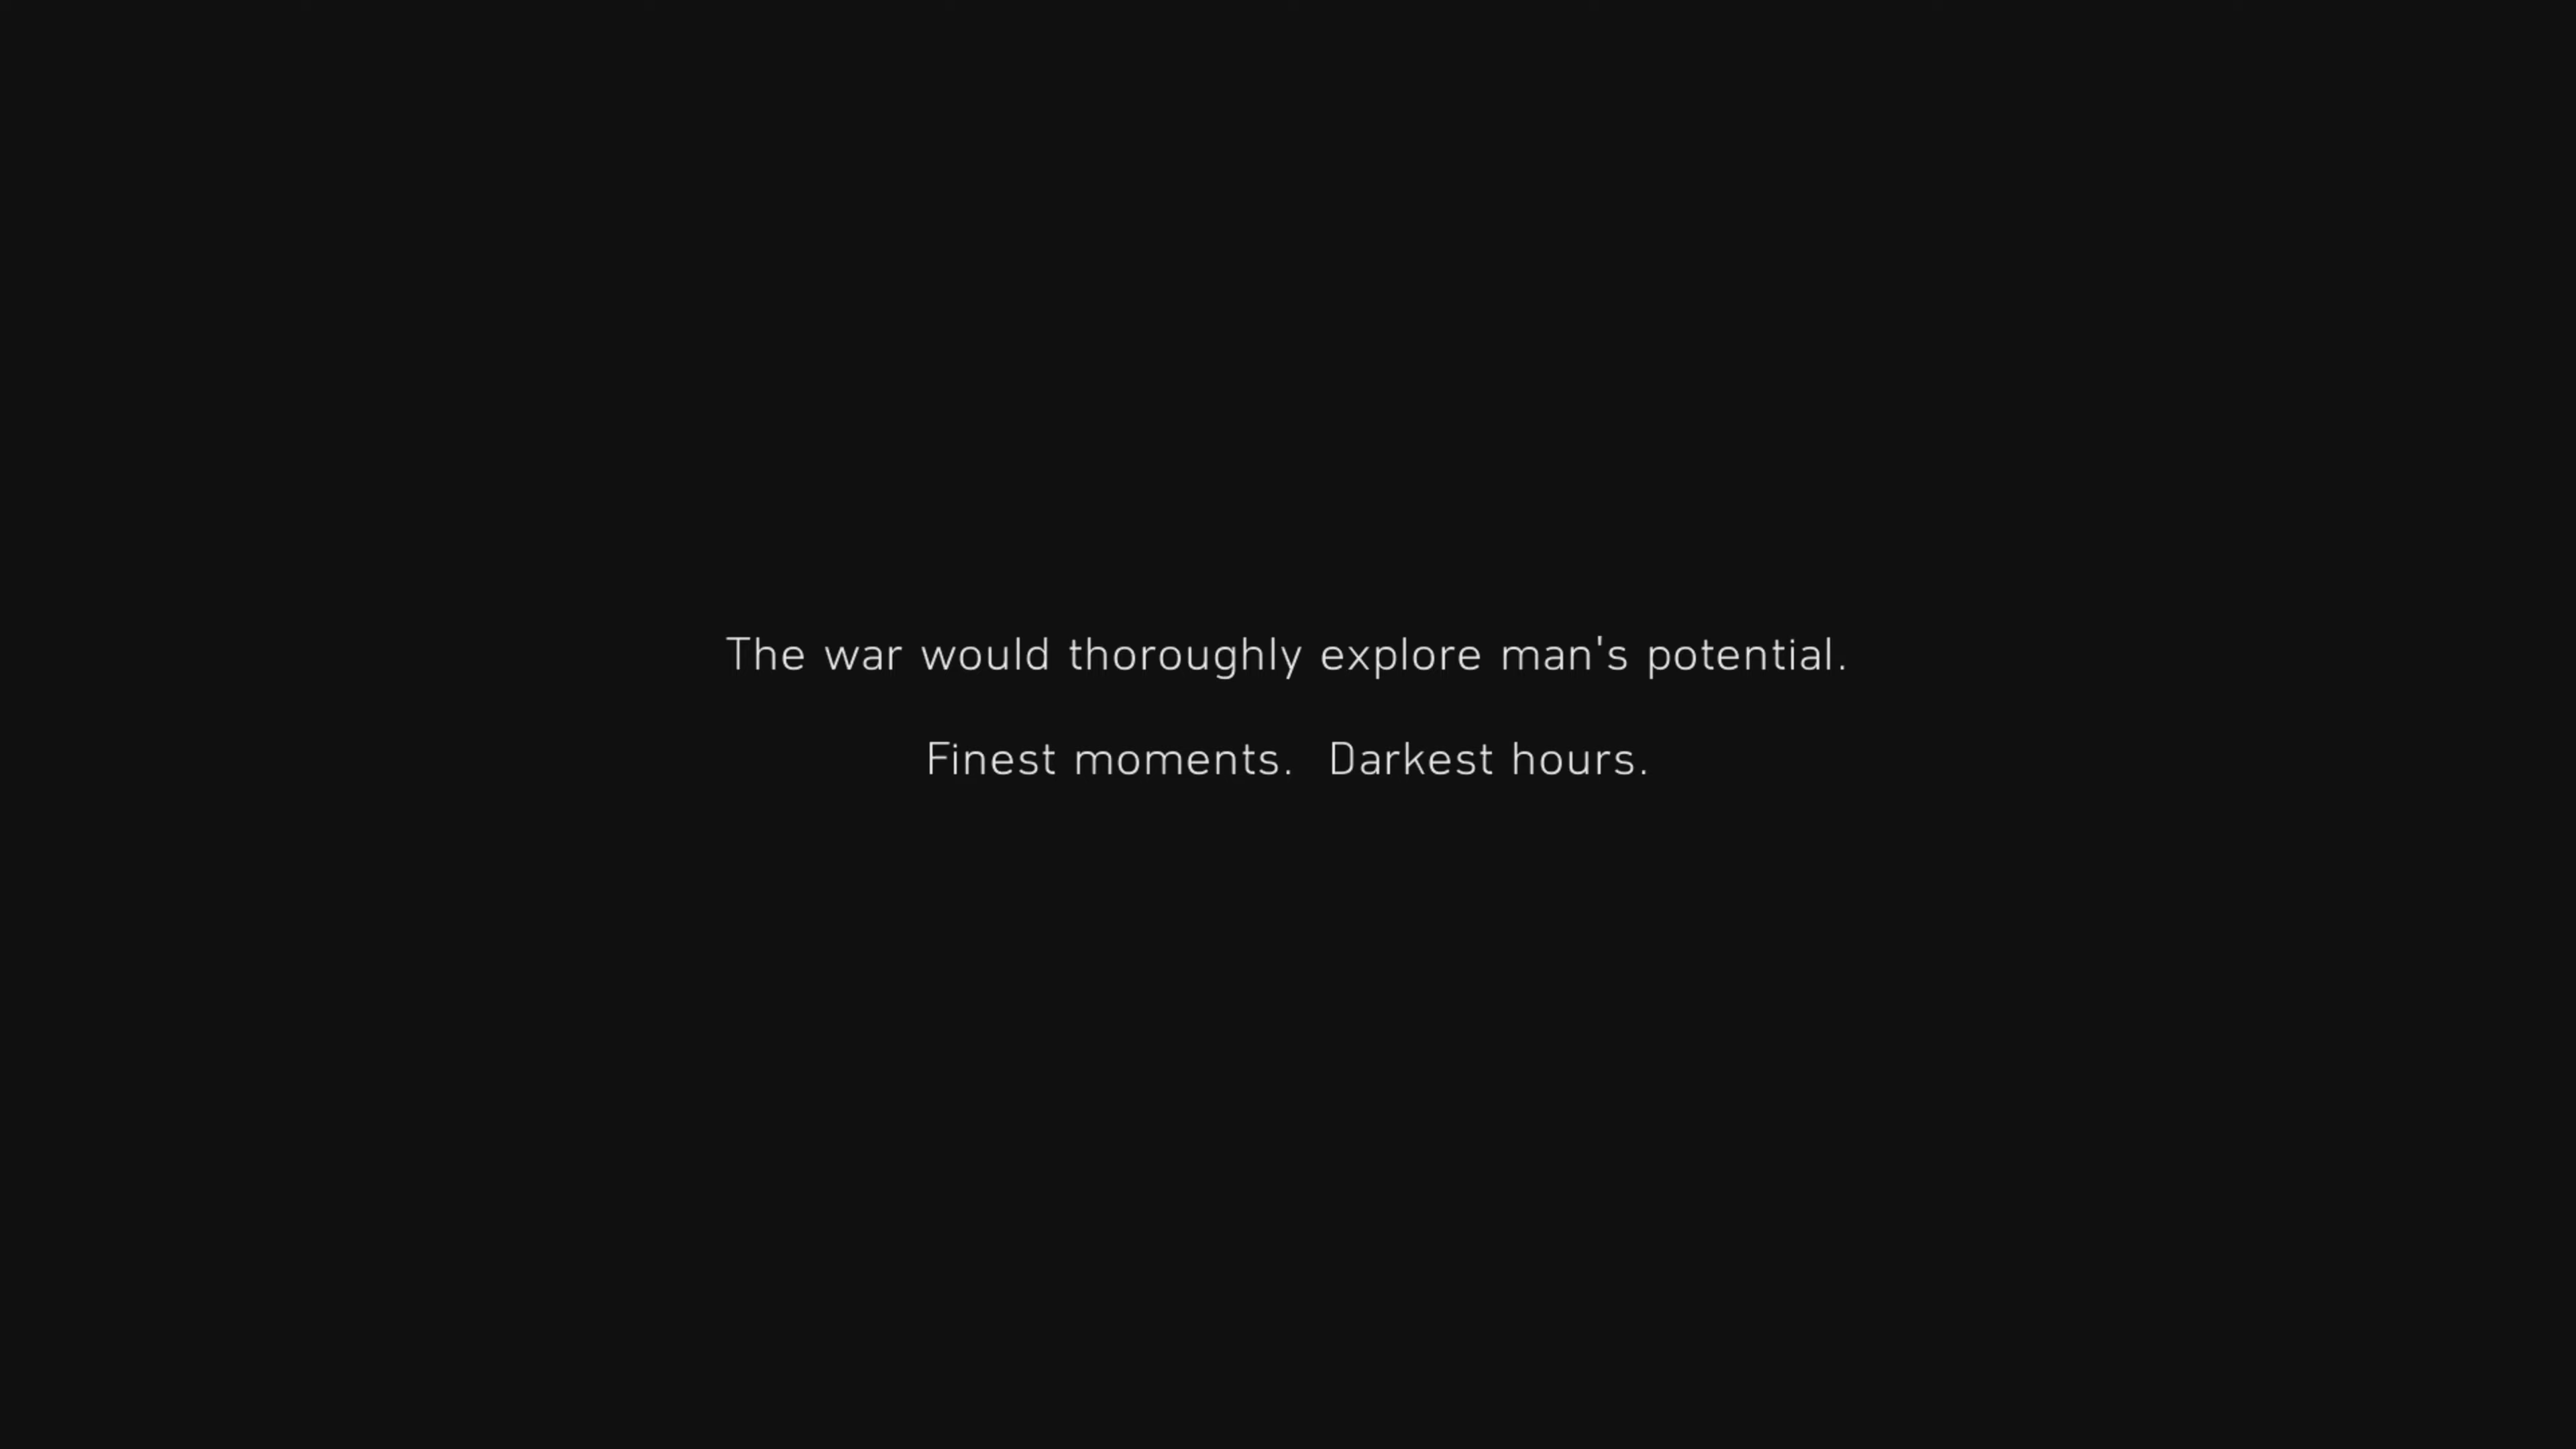 The war would thoroughly explore man's potential.
Finest moments.  Darkest hours.